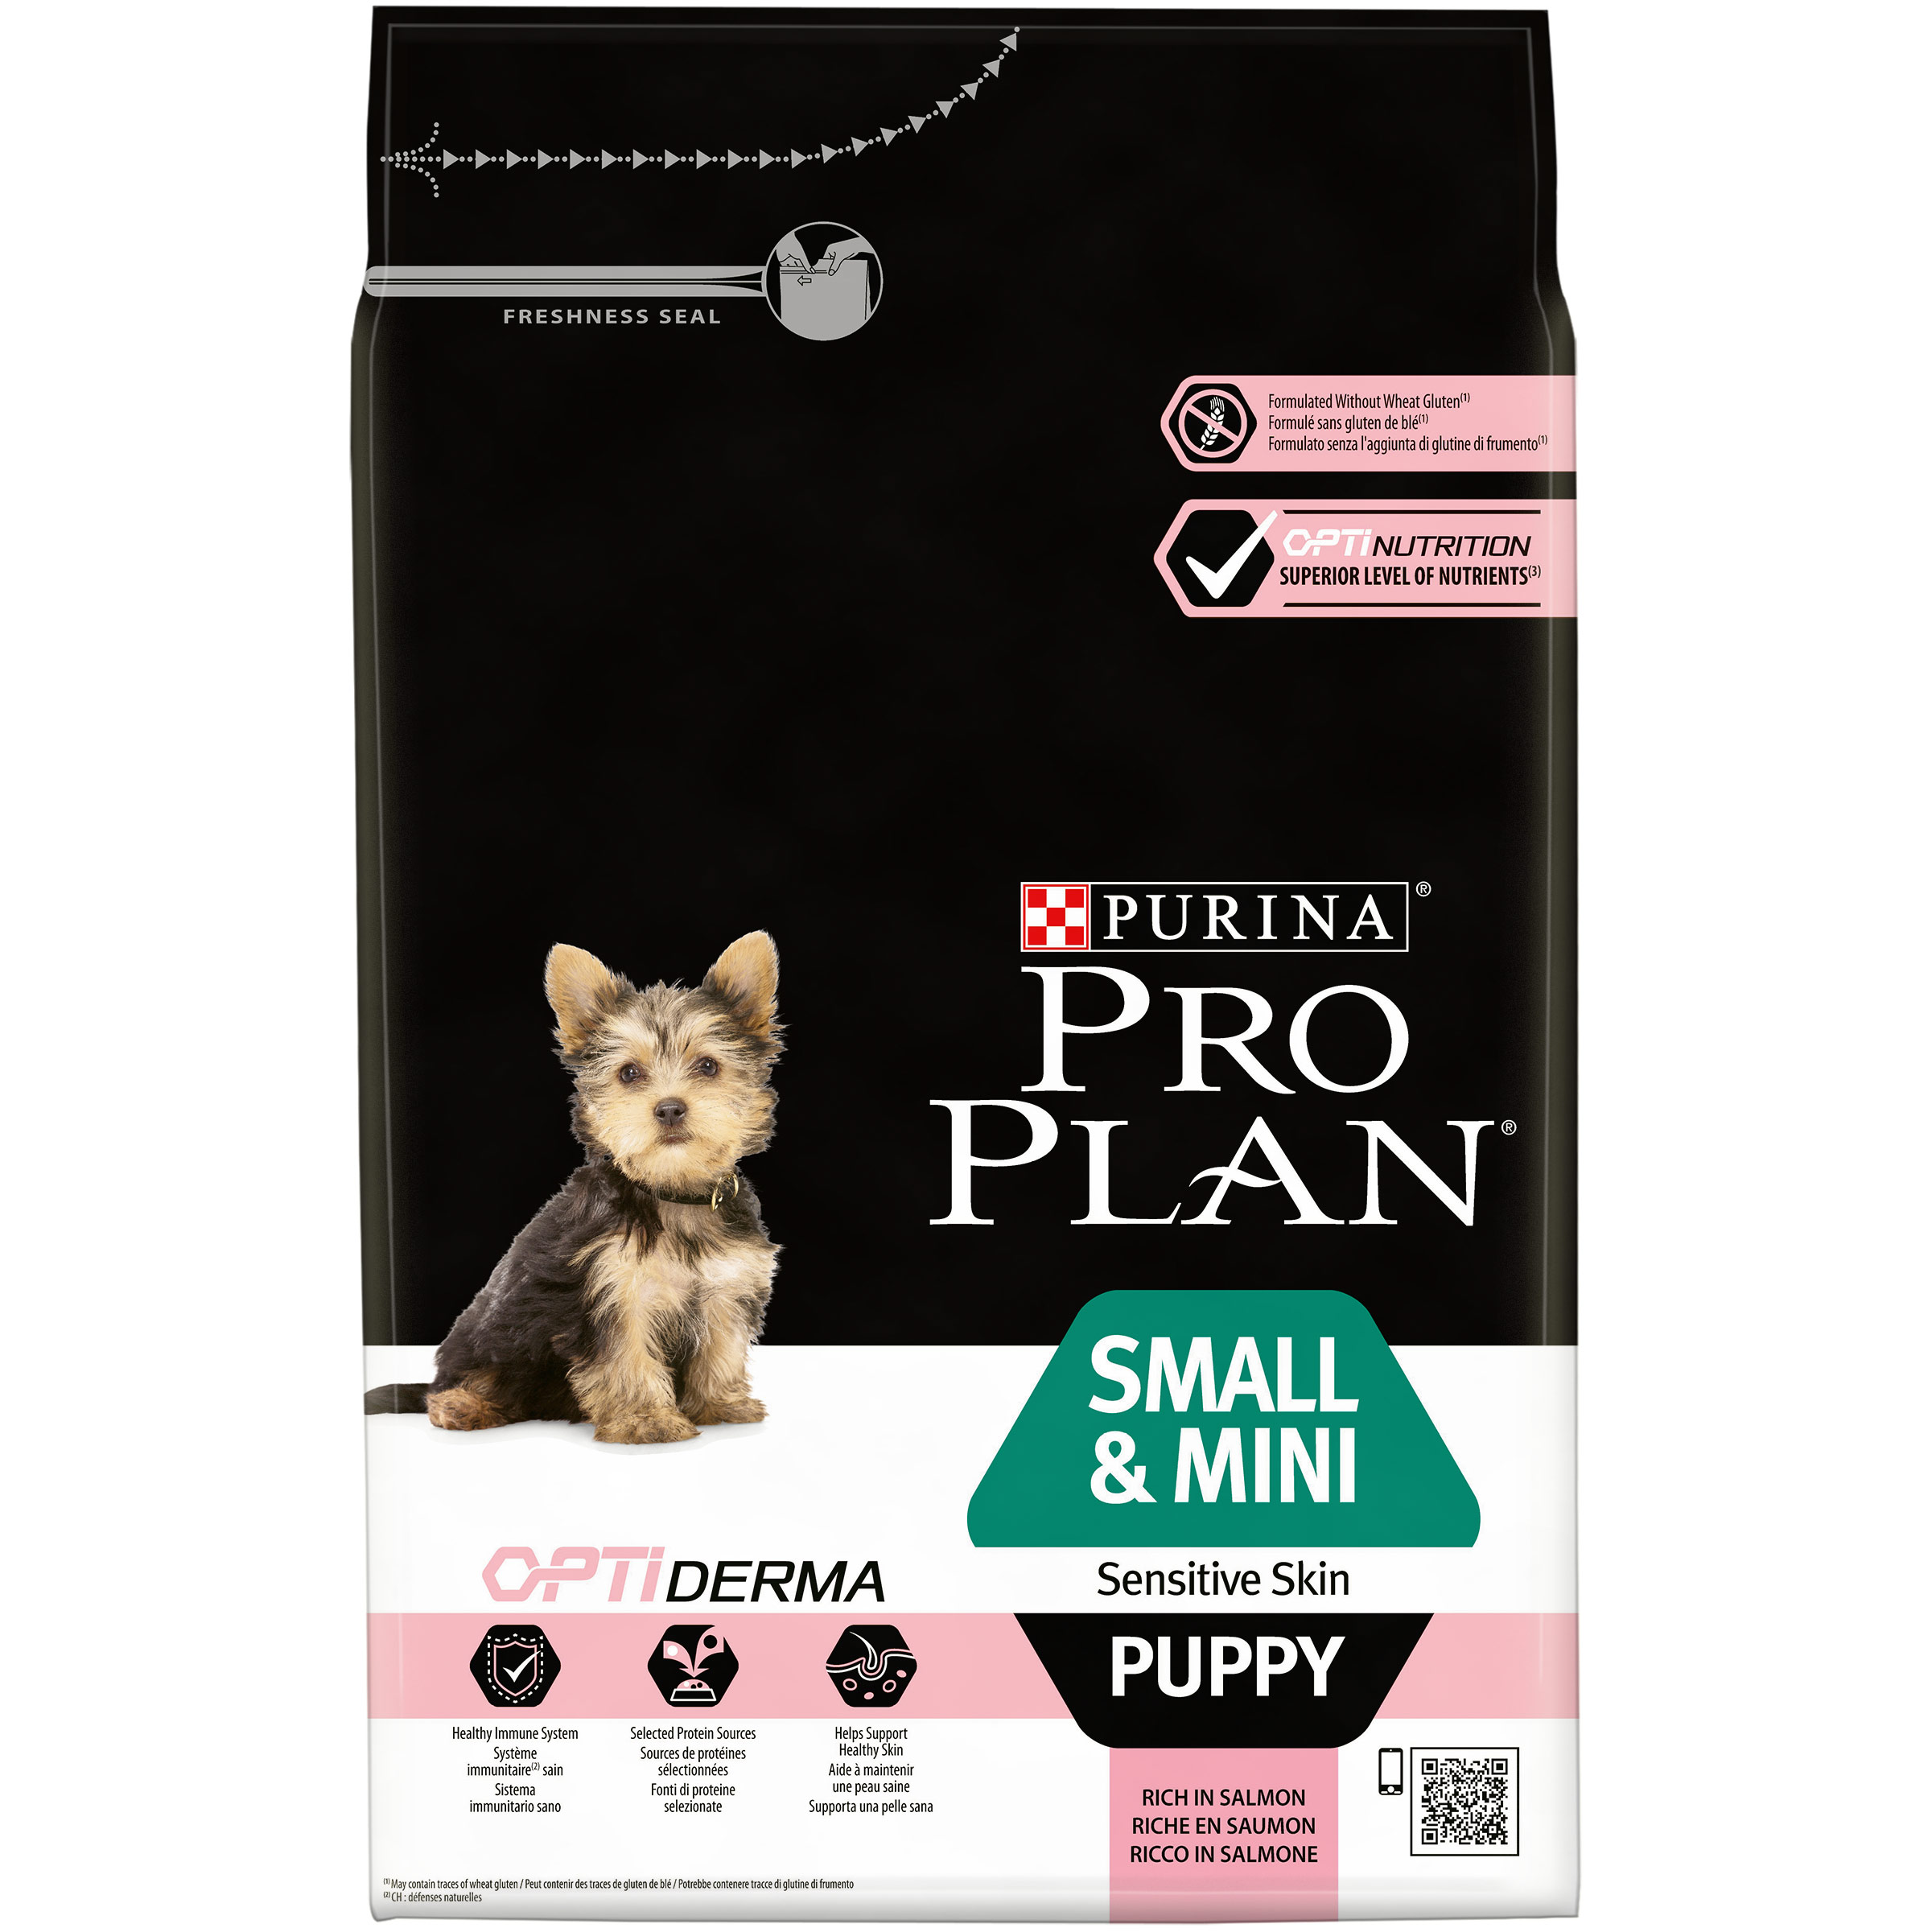 FRESHNESS SEAL
Formulated Without Wheat Gluten(1)
Formulé sans gluten de blé(1)
Formulato senza l'aggiunta di glutine di frumento(1)
OPTINUTRITION
SUPERIOR LEVEL OF NUTRIENTS(3)
PURINA®
PRO
PLAN®
SMALL
& MINI
Sensitive Skin
PUPPY
OPTIDERMA
Healthy Immune System
Système
immunitaire(2) sain
Sistema
immunitario sano
Selected Protein Sources
Sources de protéines
sélectionnées
Fonti di proteine
selezionate
Helps Support
Healthy Skin
Aide à maintenir
une peau saine
Supporta una pelle sana
RICH IN SALMON
RICHE EN SAUMON
RICCO IN SALMONE
(1) May contain traces of wheat gluten / Peut contenir des traces de gluten de blé / Potrebbe contenere tracce di glutine di frumento
(2) CH : défenses naturelles